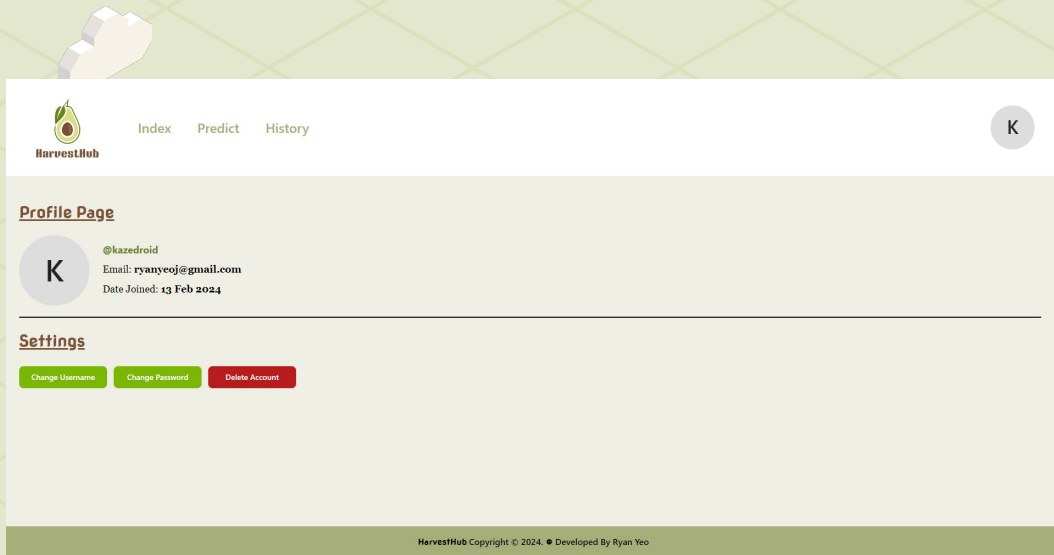 HarvestHub
Index Predict History
K
Profile Page
K
@kazedroid
Email: ryanyeoj@gmail.com
Date Joined: 13 Feb 2024
Settings
Change Username Change Password Delete Account
HarvestHub Copyright © 2024. Developed By Ryan Yeo